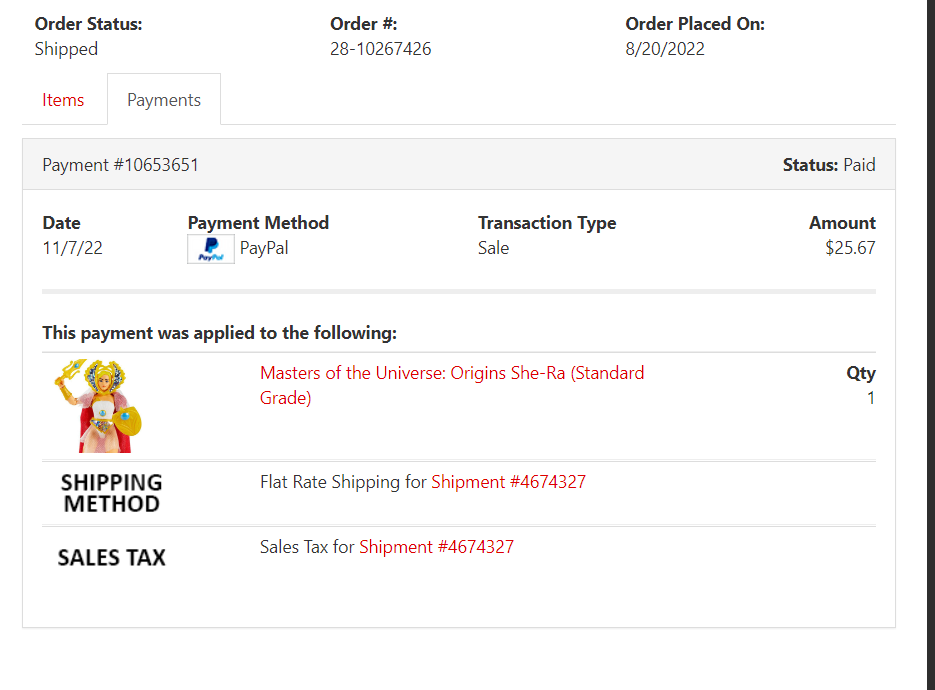 Order Status:
Order #:
Order Placed On:
Shipped
28-10267426
8/20/2022
Items
Payments
Payment #10653651
Status: Paid
Date
Payment Method
Transaction Type
Amount
11/7/22
PayPal
PayPal
Sale
$25.67
This payment was applied to the following:
Masters of the Universe: Origins She-Ra (Standard
Grade)
Qty
1
SHIPPING
METHOD
Flat Rate Shipping for Shipment #4674327
SALES TAX
Sales Tax for Shipment #4674327